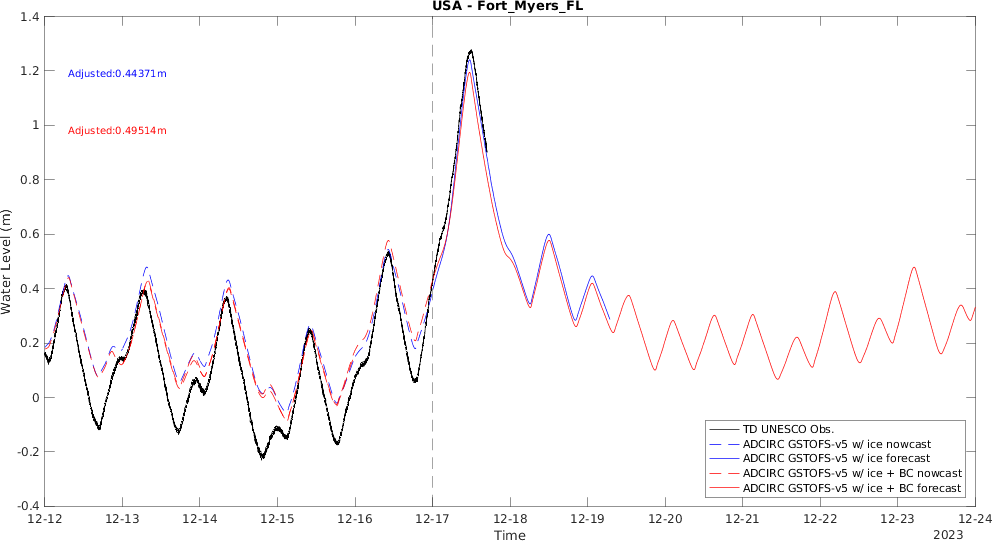 USA - Fort_Myers_FL
1.4
1.2
1
0.8
0.6
0.4
0.2
0
-0.2
-0.4
Water Level (m)
Adjusted:0.44371m
Adjusted:0.49514m
TD UNESCO Obs.
ADCIRC GSTOFS-v5 w/ ice nowcast
ADCIRC GSTOFS-v5 w/ ice forecast
ADCIRC GSTOFS-v5 w/ ice + BC nowcast
ADCIRC GSTOFS-v5 w/ ice + BC forecast
12-12 12-13 12-14 12-15 12-16 12-17 12-18 12-19 12-20 12-21 12-22 12-23 12-24
Time
2023